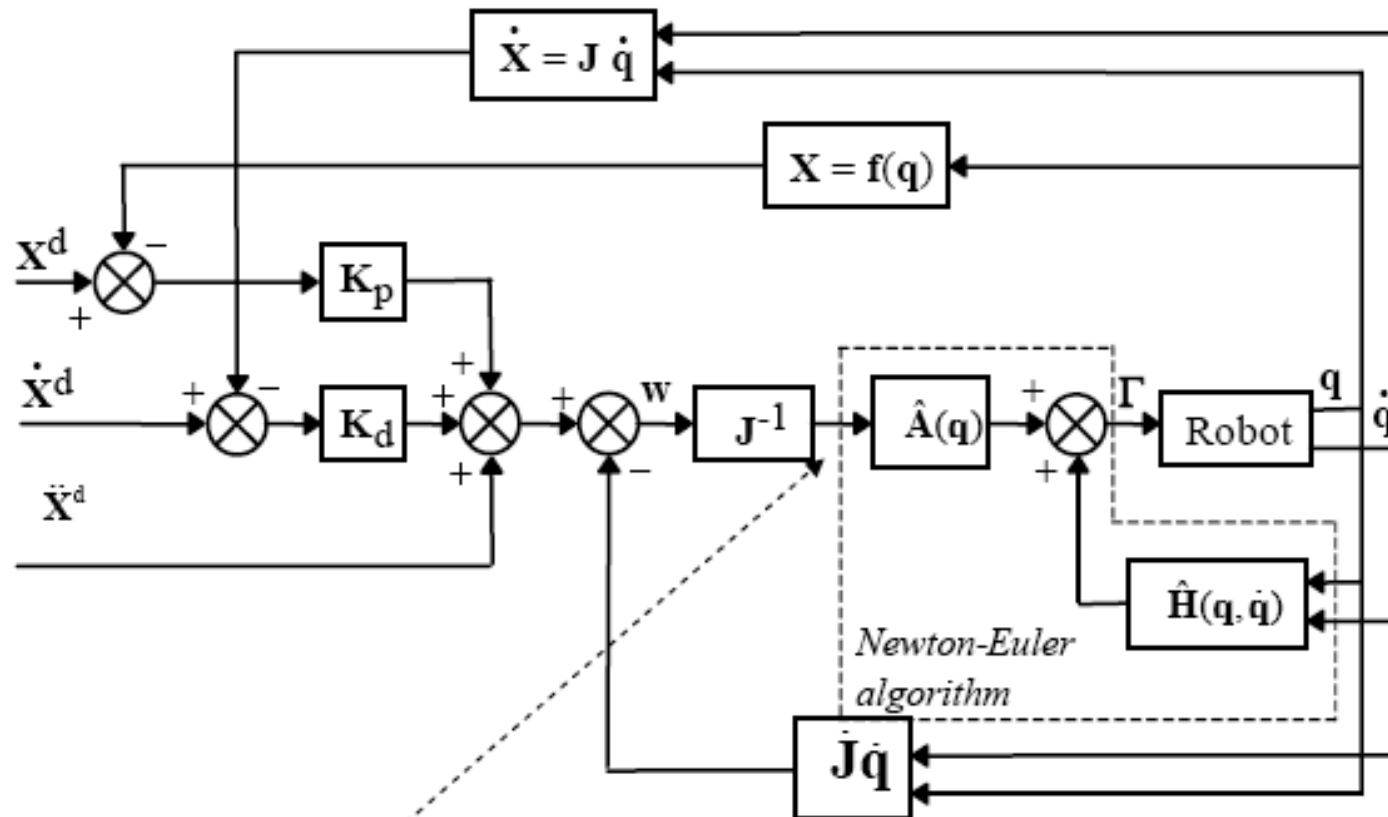 Ẋ = J q̇
X = f(q)
X^d
−
+
K_p
Ẋ^d
+
−
K_d
+
+
+
Ẍ^d
+
−
w
J^-1
Â(q)
+
+
Γ
Robot
q
q̇
Ĥ(q, q̇)
Newton-Euler
algorithm
J̇q̇